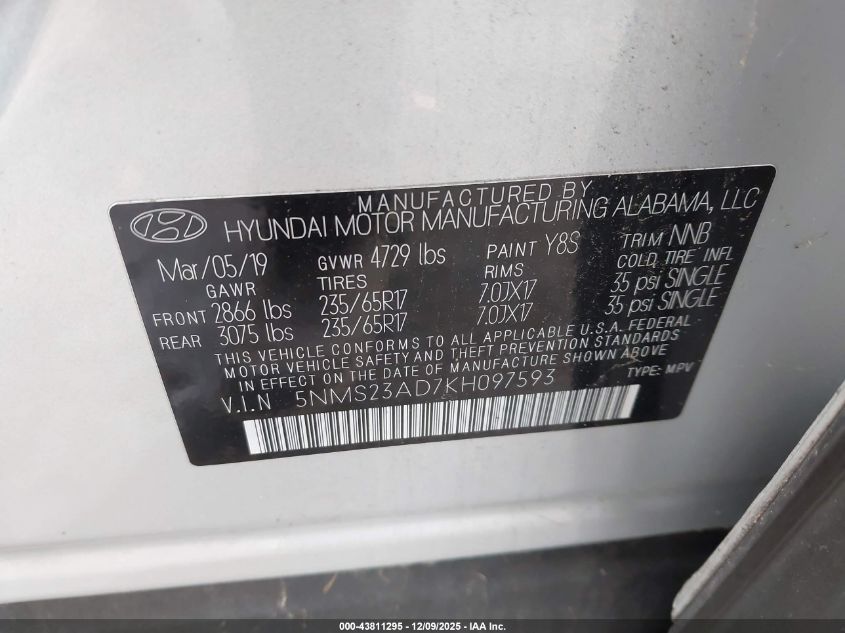 MANUFACTURED BY
HYUNDAI MOTOR MANUFACTURING ALABAMA, LLC
Mar/05/19 GVWR 4729 lbs PAINT Y8S TRIM NNB
GAWR TIRES RIMS COLD TIRE INFL
FRONT 2866 lbs 235/65R17 7.0JX17 35 psi SINGLE
REAR 3075 lbs 235/65R17 7.0JX17 35 psi SINGLE
THIS VEHICLE CONFORMS TO ALL APPLICABLE U.S.A. FEDERAL
MOTOR VEHICLE SAFETY AND THEFT PREVENTION STANDARDS
IN EFFECT ON THE DATE OF MANUFACTURE SHOWN ABOVE
V.I.N 5NMS23AD7KH097593 TYPE: MPV
000-43811295 - 12/09/2025 - IAA Inc.